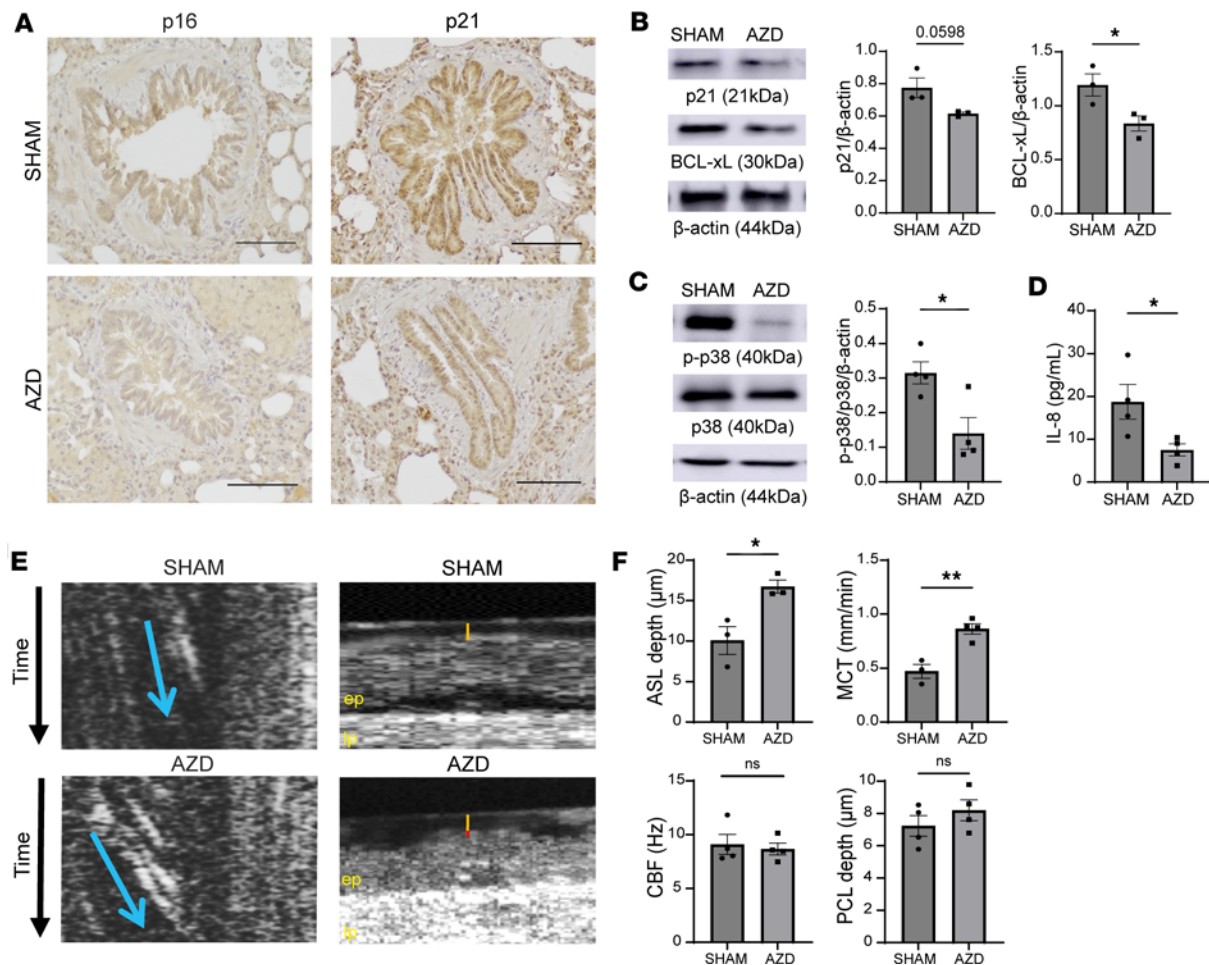 A
p16
p21
SHAM
AZD
B
SHAM AZD
p21 (21kDa)
BCL-xL (30kDa)
β-actin (44kDa)
p21/β-actin
0.8
0.6
0.4
0.2
0.0
0.0598
SHAM AZD
BCL-xL/β-actin
1.5
1.0
0.5
0.0
*
SHAM AZD
C
SHAM AZD
p-p38 (40kDa)
p38 (40kDa)
β-actin (44kDa)
p-p38/p38/β-actin
0.5
0.4
0.3
0.2
0.1
0.0
*
SHAM AZD
D
IL-8 (pg/mL)
40
30
20
10
0
*
SHAM AZD
E
SHAM
SHAM
Time
ep
lp
AZD
AZD
Time
ep
lp
F
ASL depth (μm)
20
15
10
5
0
*
SHAM AZD
MCT (mm/min)
1.5
1.0
0.5
0.0
**
SHAM AZD
CBF (Hz)
15
10
5
0
ns
SHAM AZD
PCL depth (μm)
10
8
6
4
2
0
ns
SHAM AZD